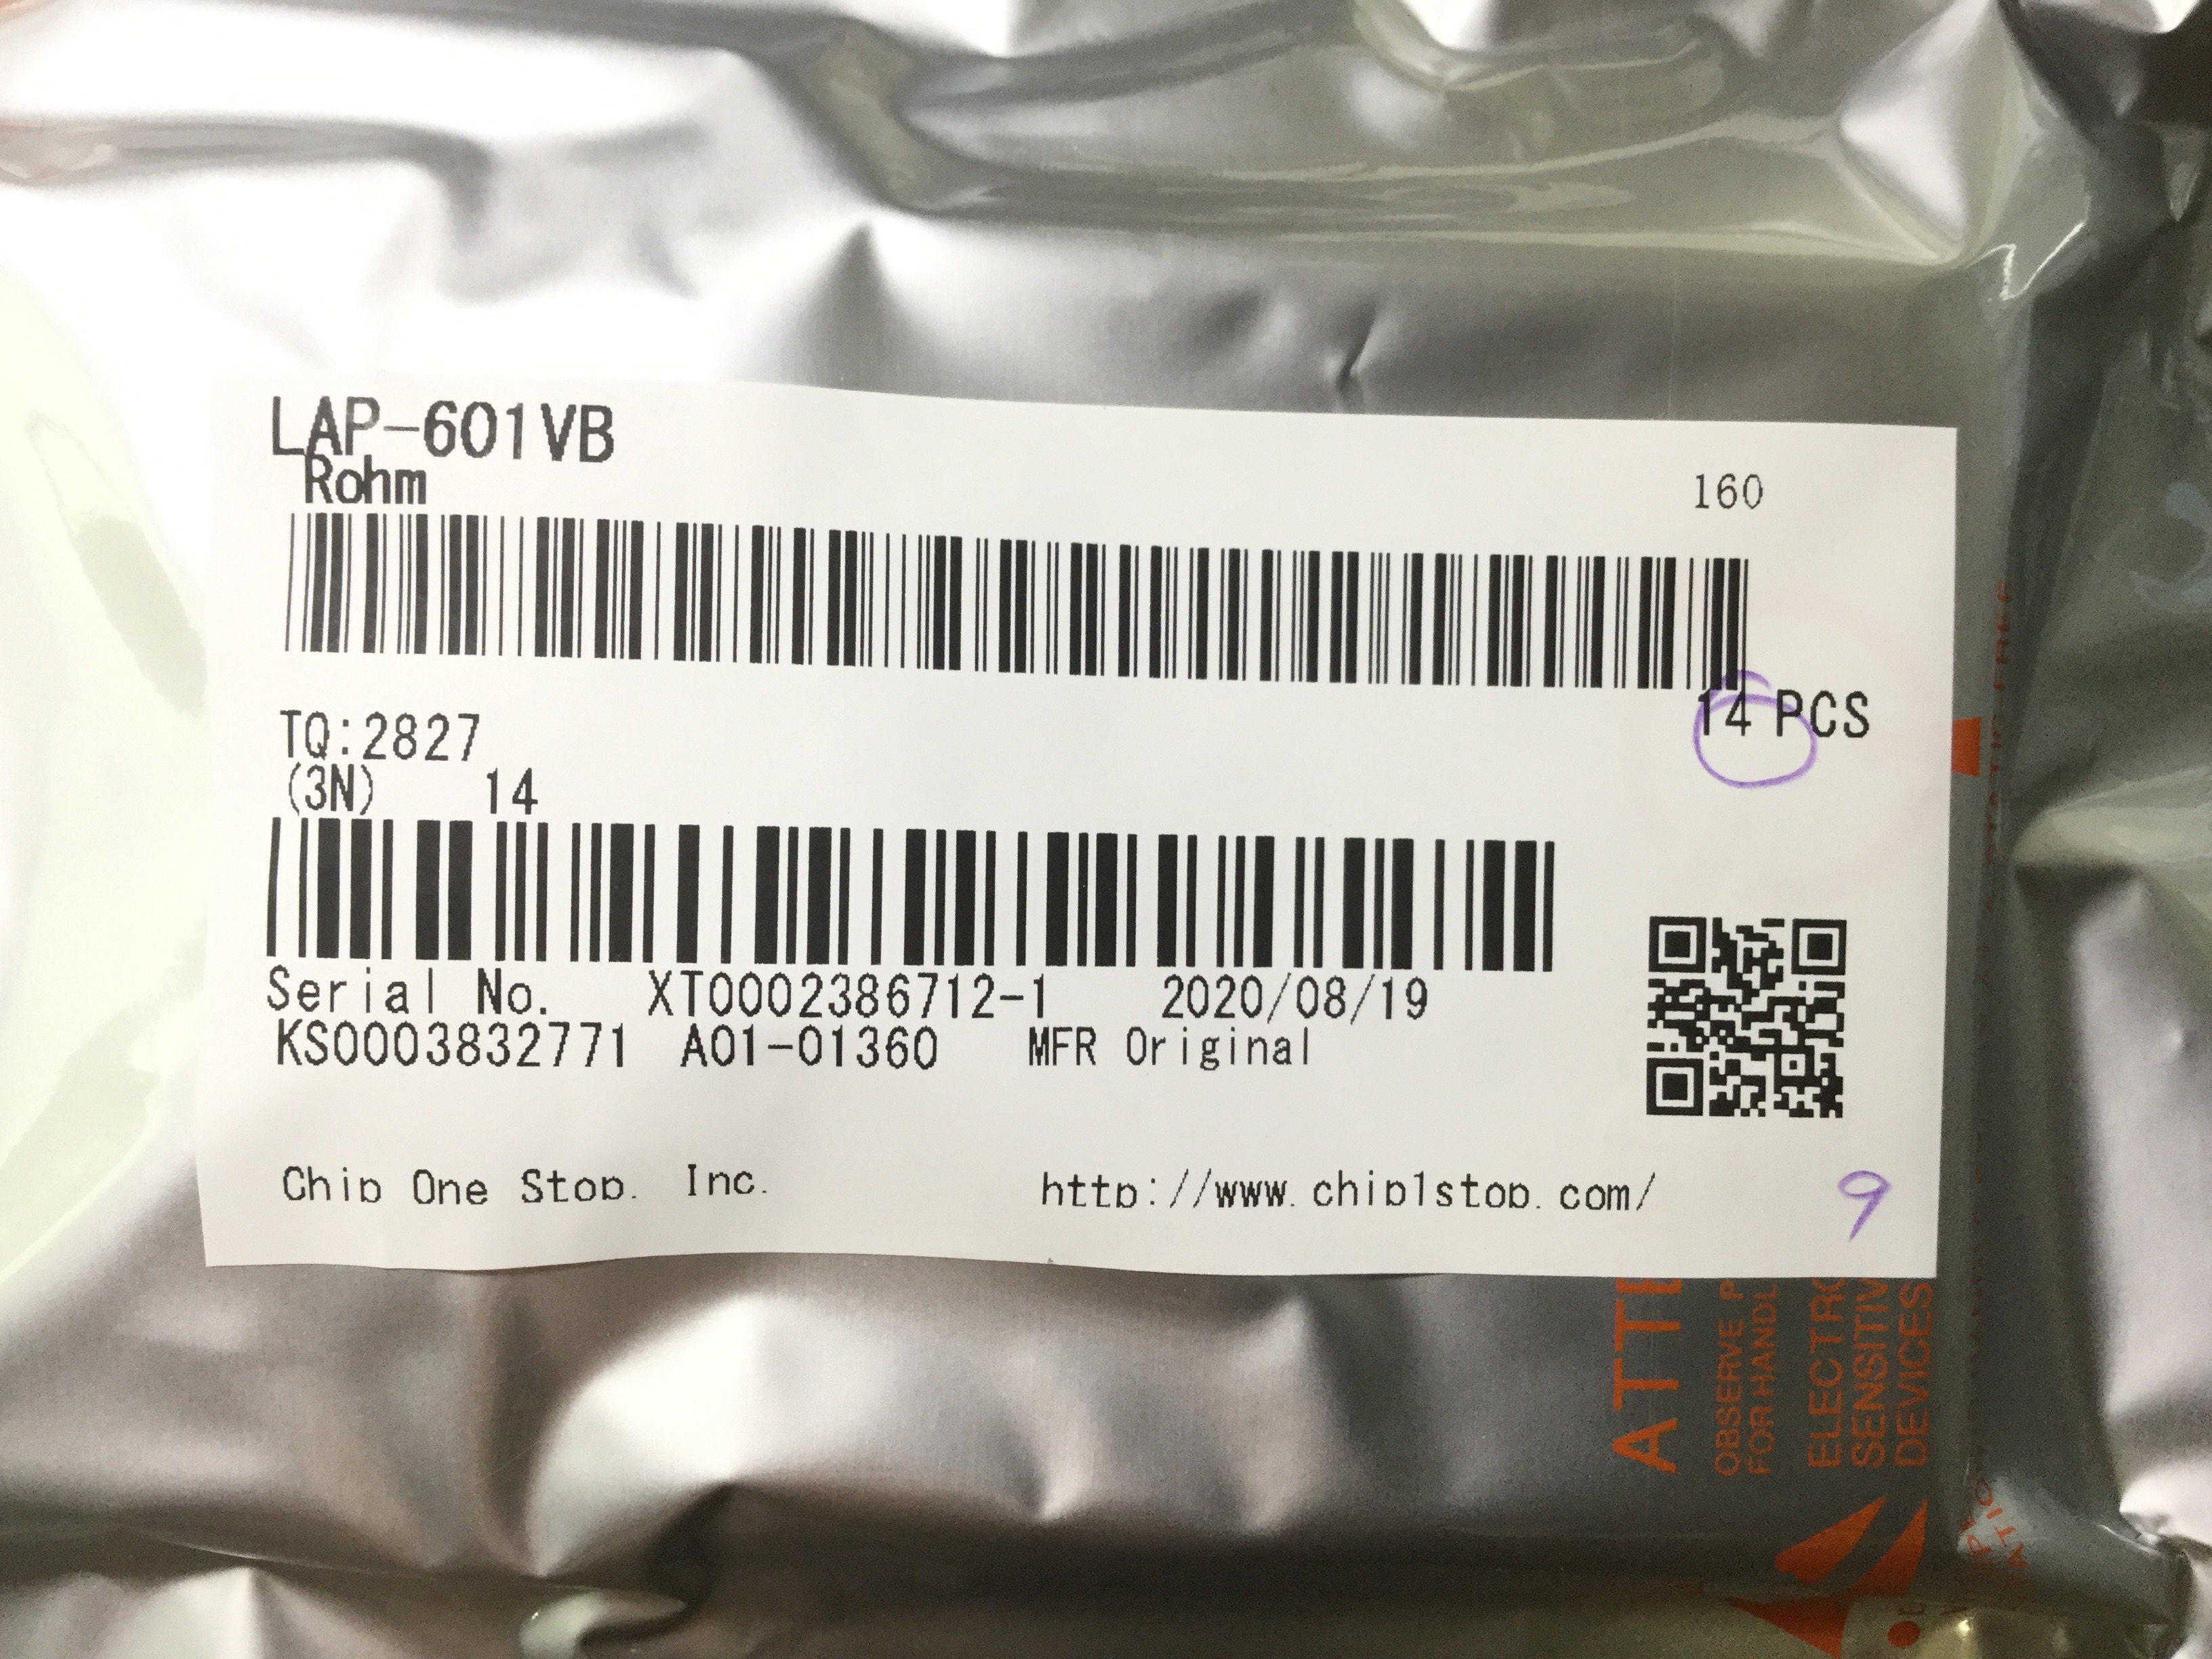 LAP-601VB
Rohm
160
14 PCS
TQ:2827
(3N) 14
Serial No. XT0002386712-1 2020/08/19
KS0003832771 A01-01360 MFR Original
Chip One Stop. Inc. http://www.chip1stop.com/
9
ATTE
OBSERVE P
FOR HANDL
ELECTRO
SENSITIV
DEVICES